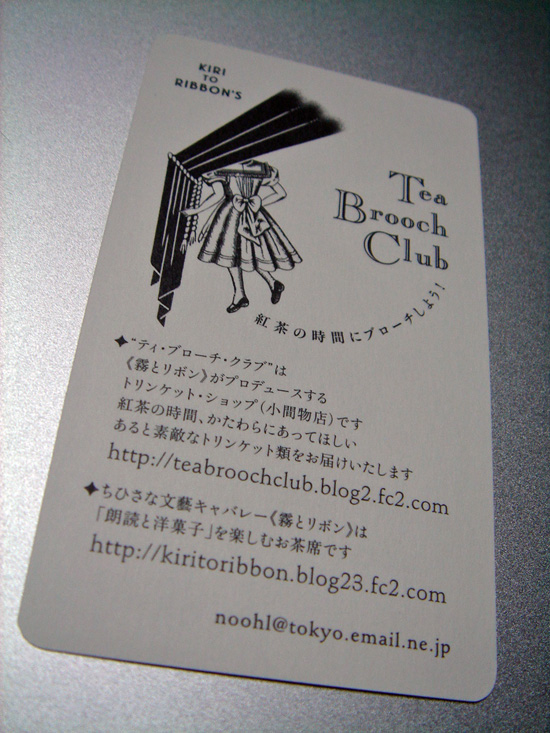 KIRI
TO
RIBBON'S
Tea
Brooch
Club
紅茶の時間にブローチしよう!
✦“ティ・ブローチ・クラブ”は
《霧とリボン》がプロデュースする
トリンケット・ショップ(小間物店)です
紅茶の時間、かたわらにあってほしい
あると素敵なトリンケット類をお届けいたします
http://teabroochclub.blog2.fc2.com
✦ちひさな文藝キャバレー《霧とリボン》は
「朗読と洋菓子」を楽しむお茶席です
http://kiritoribbon.blog23.fc2.com
noohl@tokyo.email.ne.jp